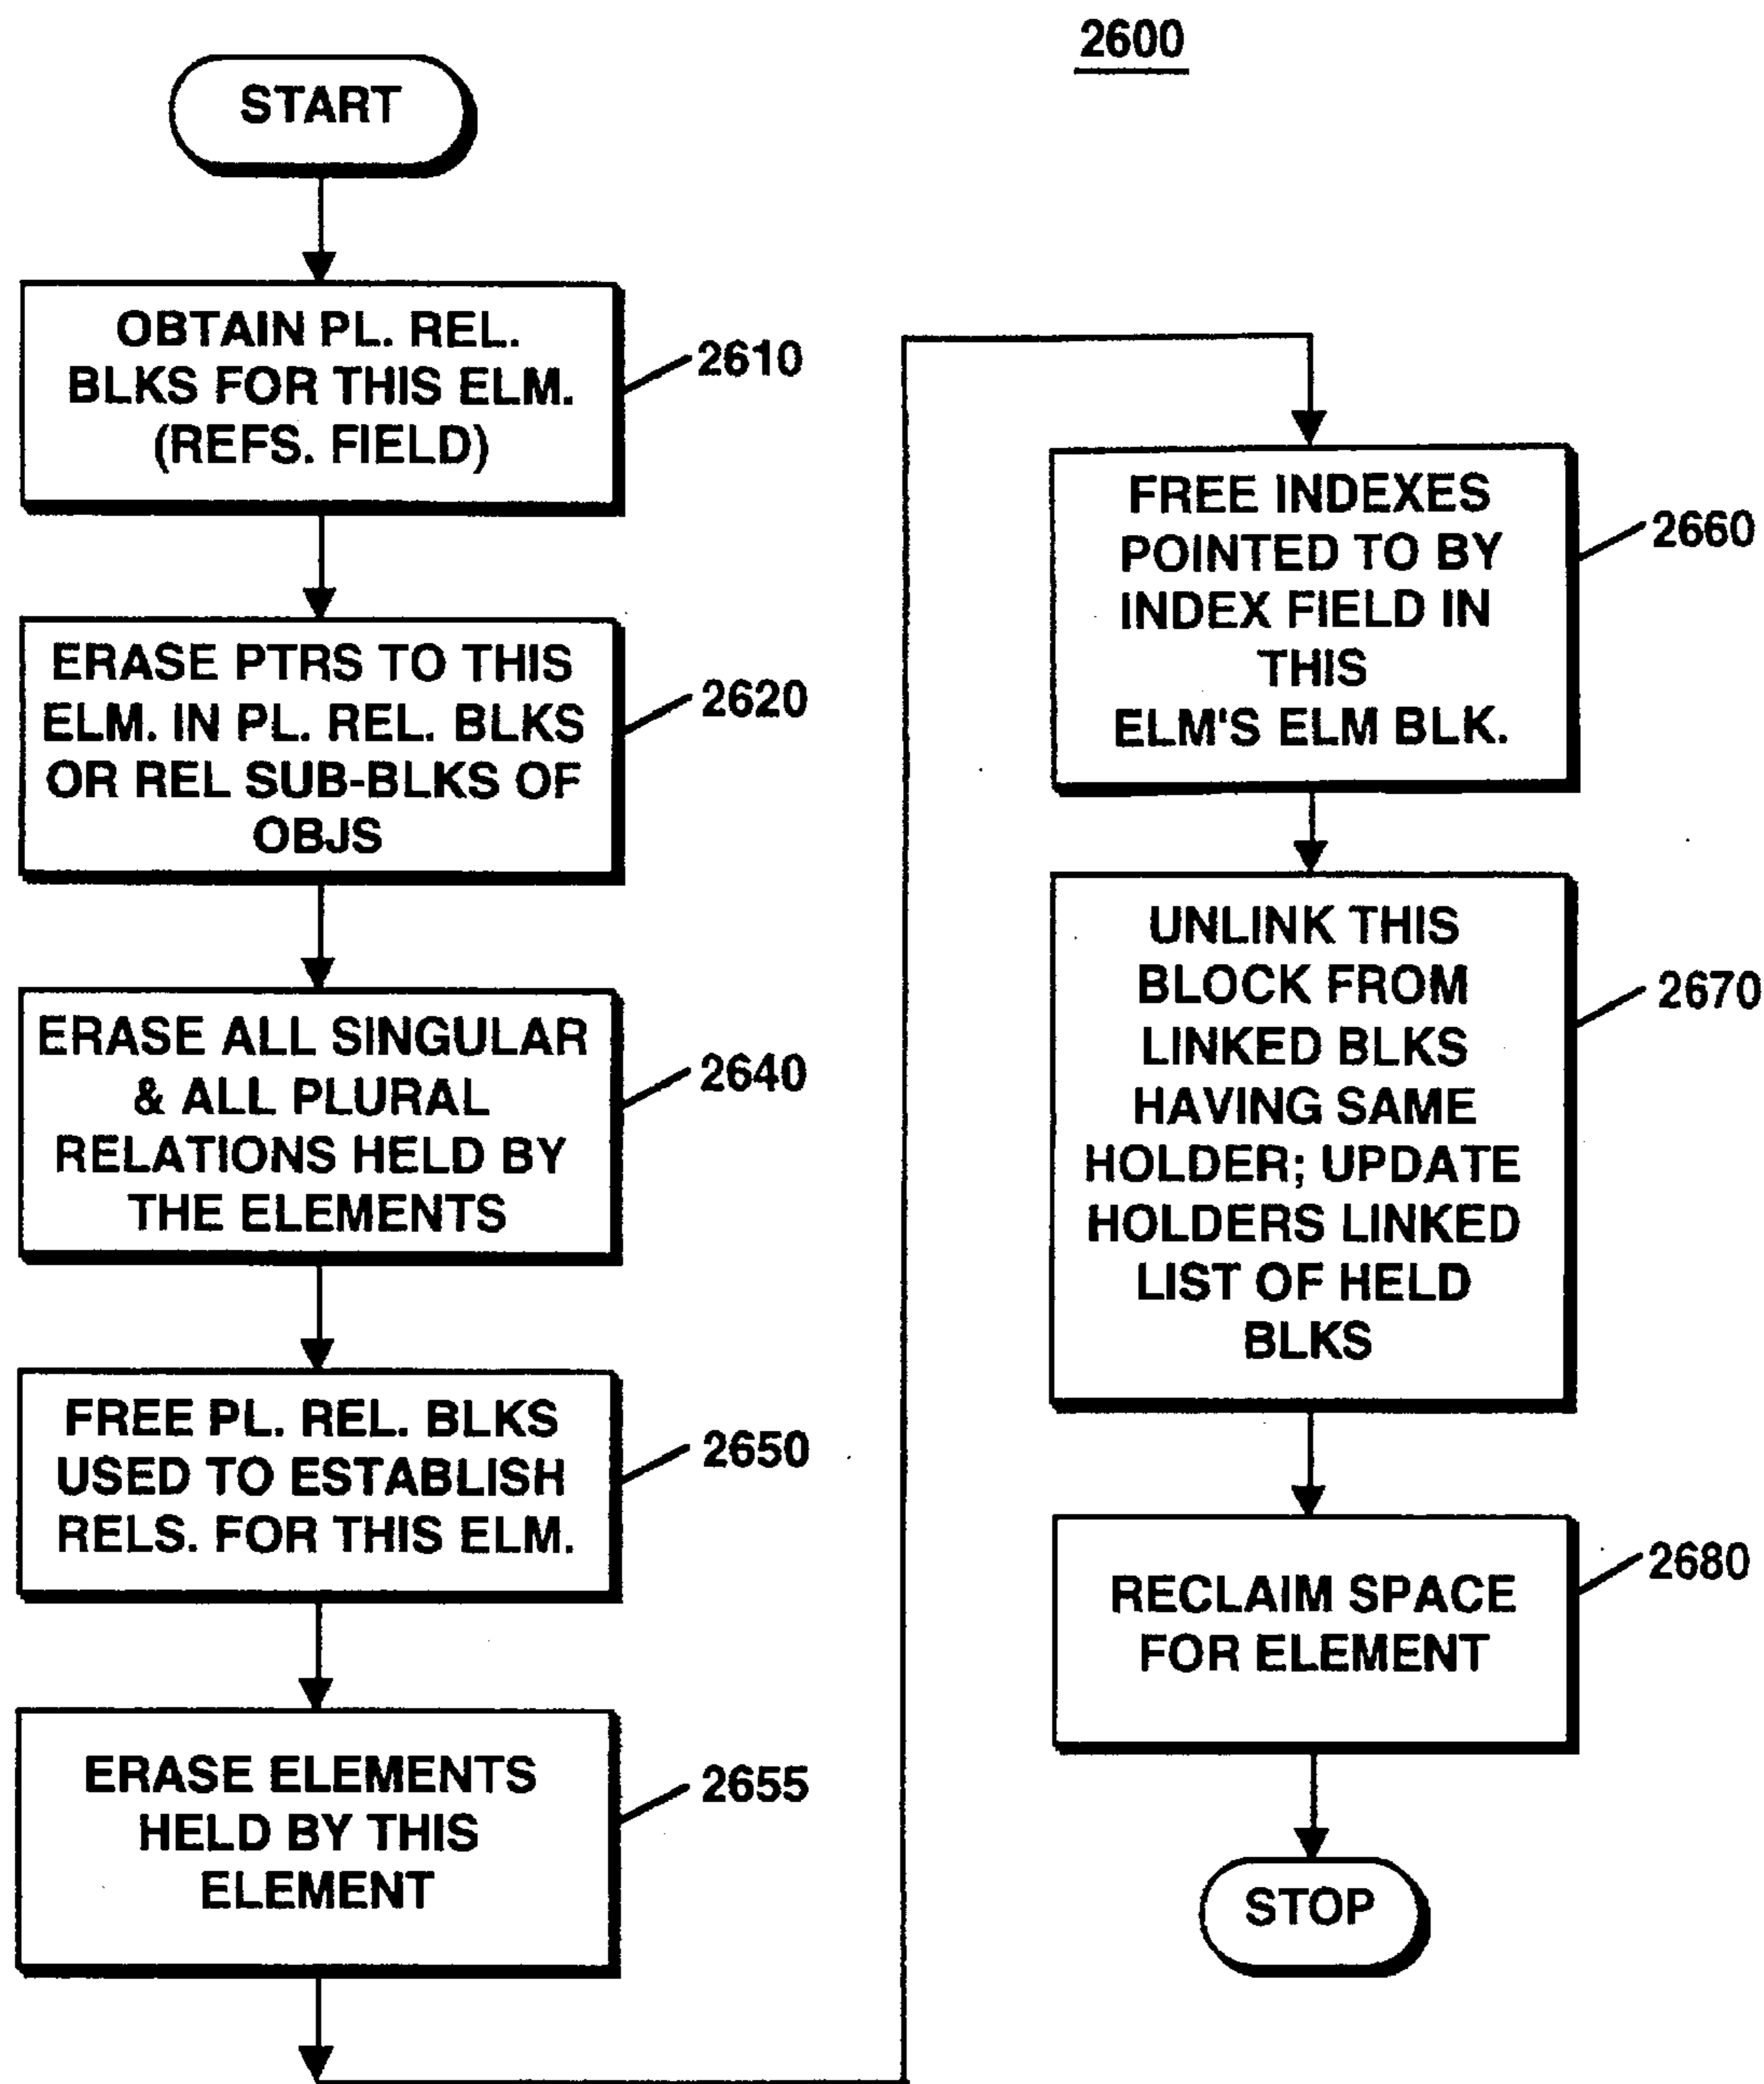 2600
START
OBTAIN PL. REL.
BLKS FOR THIS ELM.
(REFS. FIELD)
2610
ERASE PTRS TO THIS
ELM. IN PL. REL. BLKS
OR REL SUB-BLKS OF
OBJS
2620
ERASE ALL SINGULAR
& ALL PLURAL
RELATIONS HELD BY
THE ELEMENTS
2640
FREE PL. REL. BLKS
USED TO ESTABLISH
RELS. FOR THIS ELM.
2650
ERASE ELEMENTS
HELD BY THIS
ELEMENT
2655
FREE INDEXES
POINTED TO BY
INDEX FIELD IN
THIS
ELM'S ELM BLK.
2660
UNLINK THIS
BLOCK FROM
LINKED BLKS
HAVING SAME
HOLDER; UPDATE
HOLDERS LINKED
LIST OF HELD
BLKS
2670
RECLAIM SPACE
FOR ELEMENT
2680
STOP